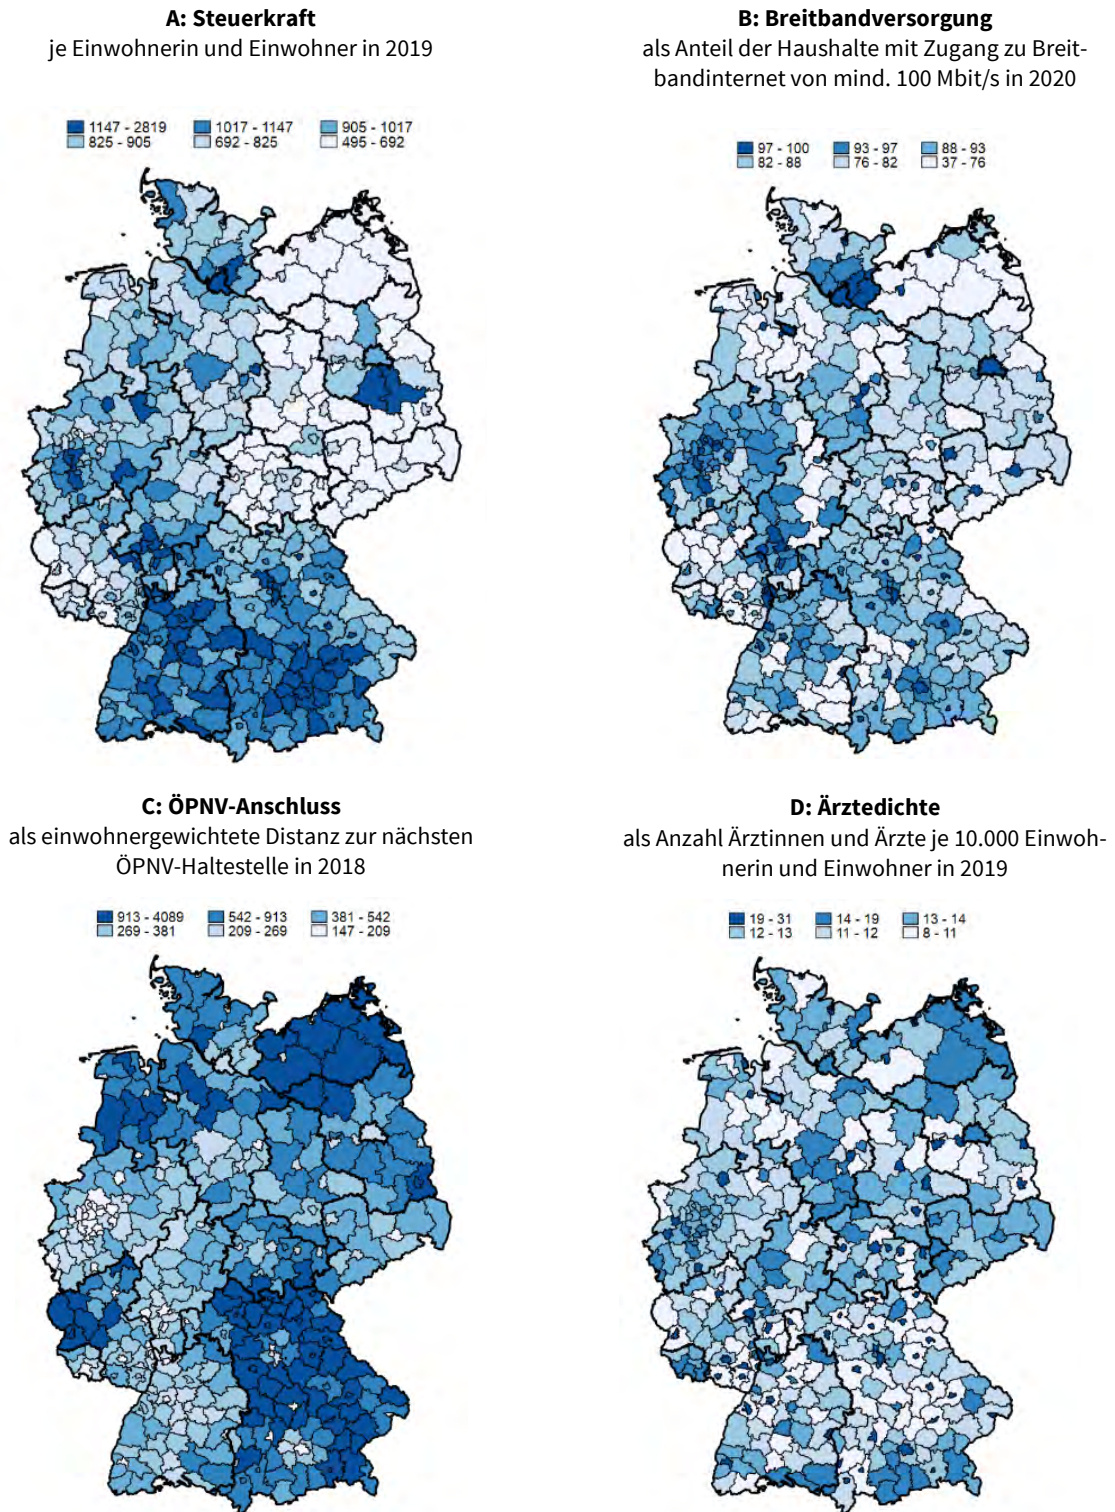 A: Steuerkraft
je Einwohnerin und Einwohner in 2019
1147 - 2819 1017 - 1147 905 - 1017
825 - 905 692 - 825 495 - 692
B: Breitbandversorgung
als Anteil der Haushalte mit Zugang zu Breit-
bandinternet von mind. 100 Mbit/s in 2020
97 - 100 93 - 97 88 - 93
82 - 88 76 - 82 37 - 76
C: ÖPNV-Anschluss
als einwohnergewichtete Distanz zur nächsten
ÖPNV-Haltestelle in 2018
913 - 4089 542 - 913 381 - 542
269 - 381 209 - 269 147 - 209
D: Ärztedichte
als Anzahl Ärztinnen und Ärzte je 10.000 Einwoh-
nerin und Einwohner in 2019
19 - 31 14 - 19 13 - 14
12 - 13 11 - 12 8 - 11